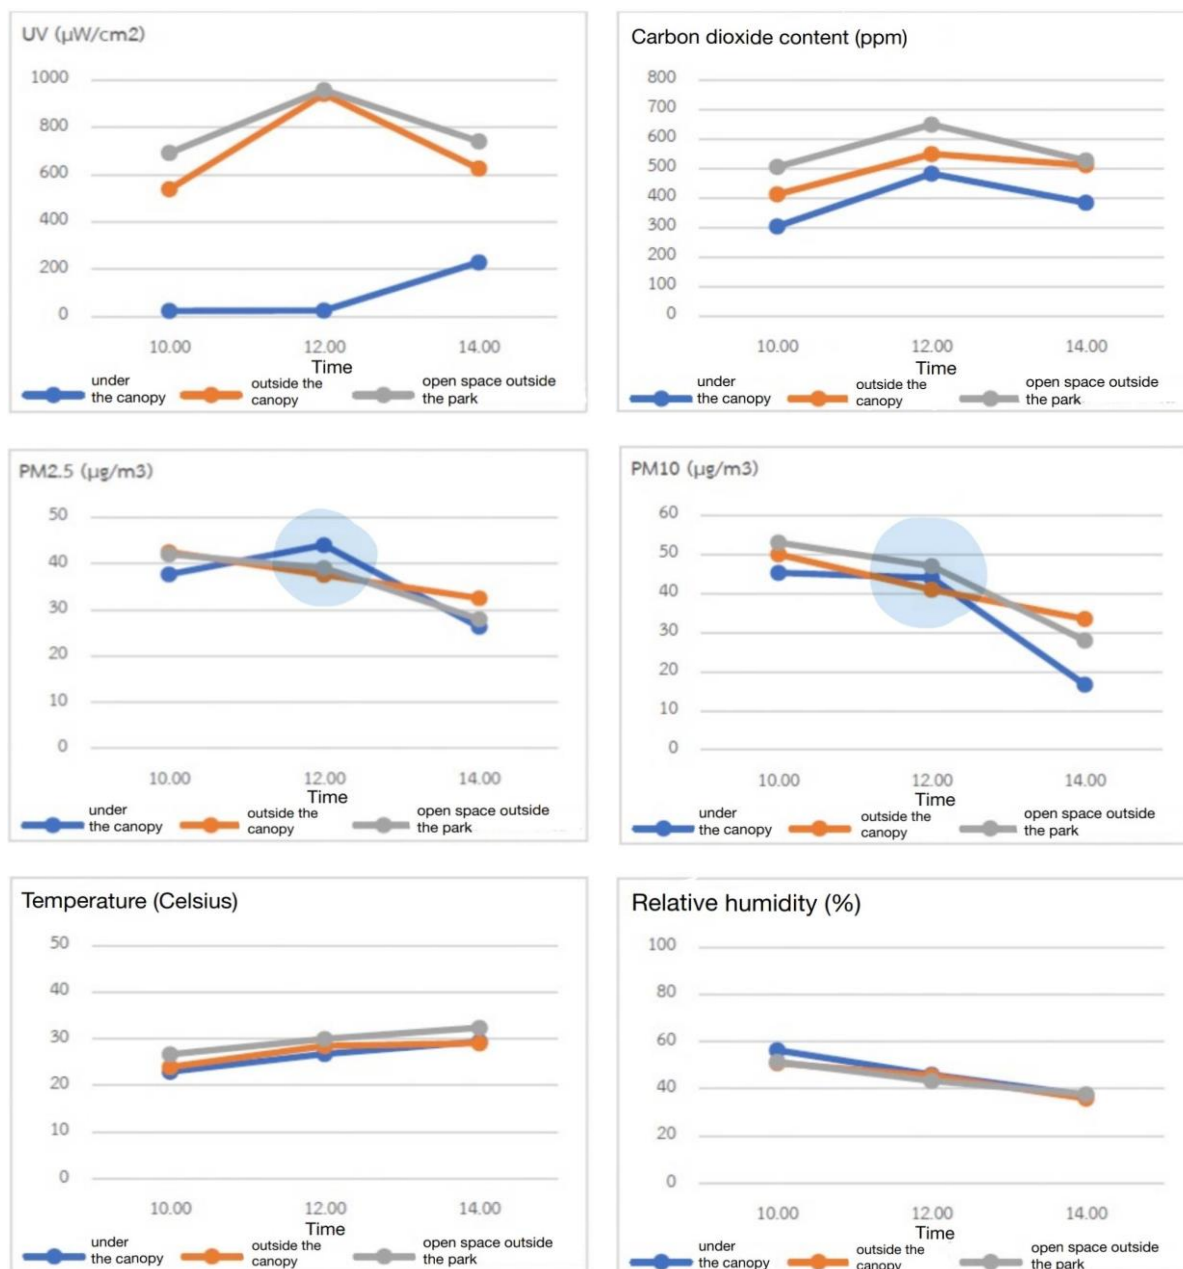 UV (µW/cm2)
1000
800
600
400
200
0
10.00 12.00 14.00
Time
under
the canopy
outside the
canopy
open space outside
the park
Carbon dioxide content (ppm)
800
700
600
500
400
300
200
100
0
10.00 12.00 14.00
Time
under
the canopy
outside the
canopy
open space outside
the park
PM2.5 (µg/m3)
50
40
30
20
10
0
10.00 12.00 14.00
Time
under
the canopy
outside the
canopy
open space outside
the park
PM10 (µg/m3)
60
50
40
30
20
10
0
10.00 12.00 14.00
Time
under
the canopy
outside the
canopy
open space outside
the park
Temperature (Celsius)
50
40
30
20
10
0
10.00 12.00 14.00
Time
under
the canopy
outside the
canopy
open space outside
the park
Relative humidity (%)
100
80
60
40
20
0
10.00 12.00 14.00
Time
under
the canopy
outside the
canopy
open space outside
the park